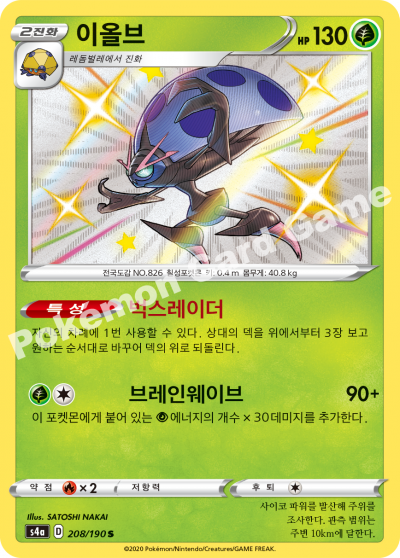 2진화 이올브 HP 130
레돔벌레에서 진화
전국도감 NO.826 칠성포켓몬 키: 0.4 m 몸무게: 40.8 kg
특성 벅스레이더
자신의 차례에 1번 사용할 수 있다. 상대의 덱을 위에서부터 3장 보고
원하는 순서대로 바꾸어 덱의 위로 되돌린다.
브레인웨이브 90+
이 포켓몬에게 붙어 있는 에너지의 개수 × 30데미지를 추가한다.
약점 × 2 저항력 후퇴
Illus. SATOSHI NAKAI
s4a D 208/190 S
사이코 파워를 발산해 주위를
조사한다. 판측 범위는
주변 10km에 달한다.
©2020 Pokémon/Nintendo/Creatures/GAME FREAK.
Pokémon Card Game